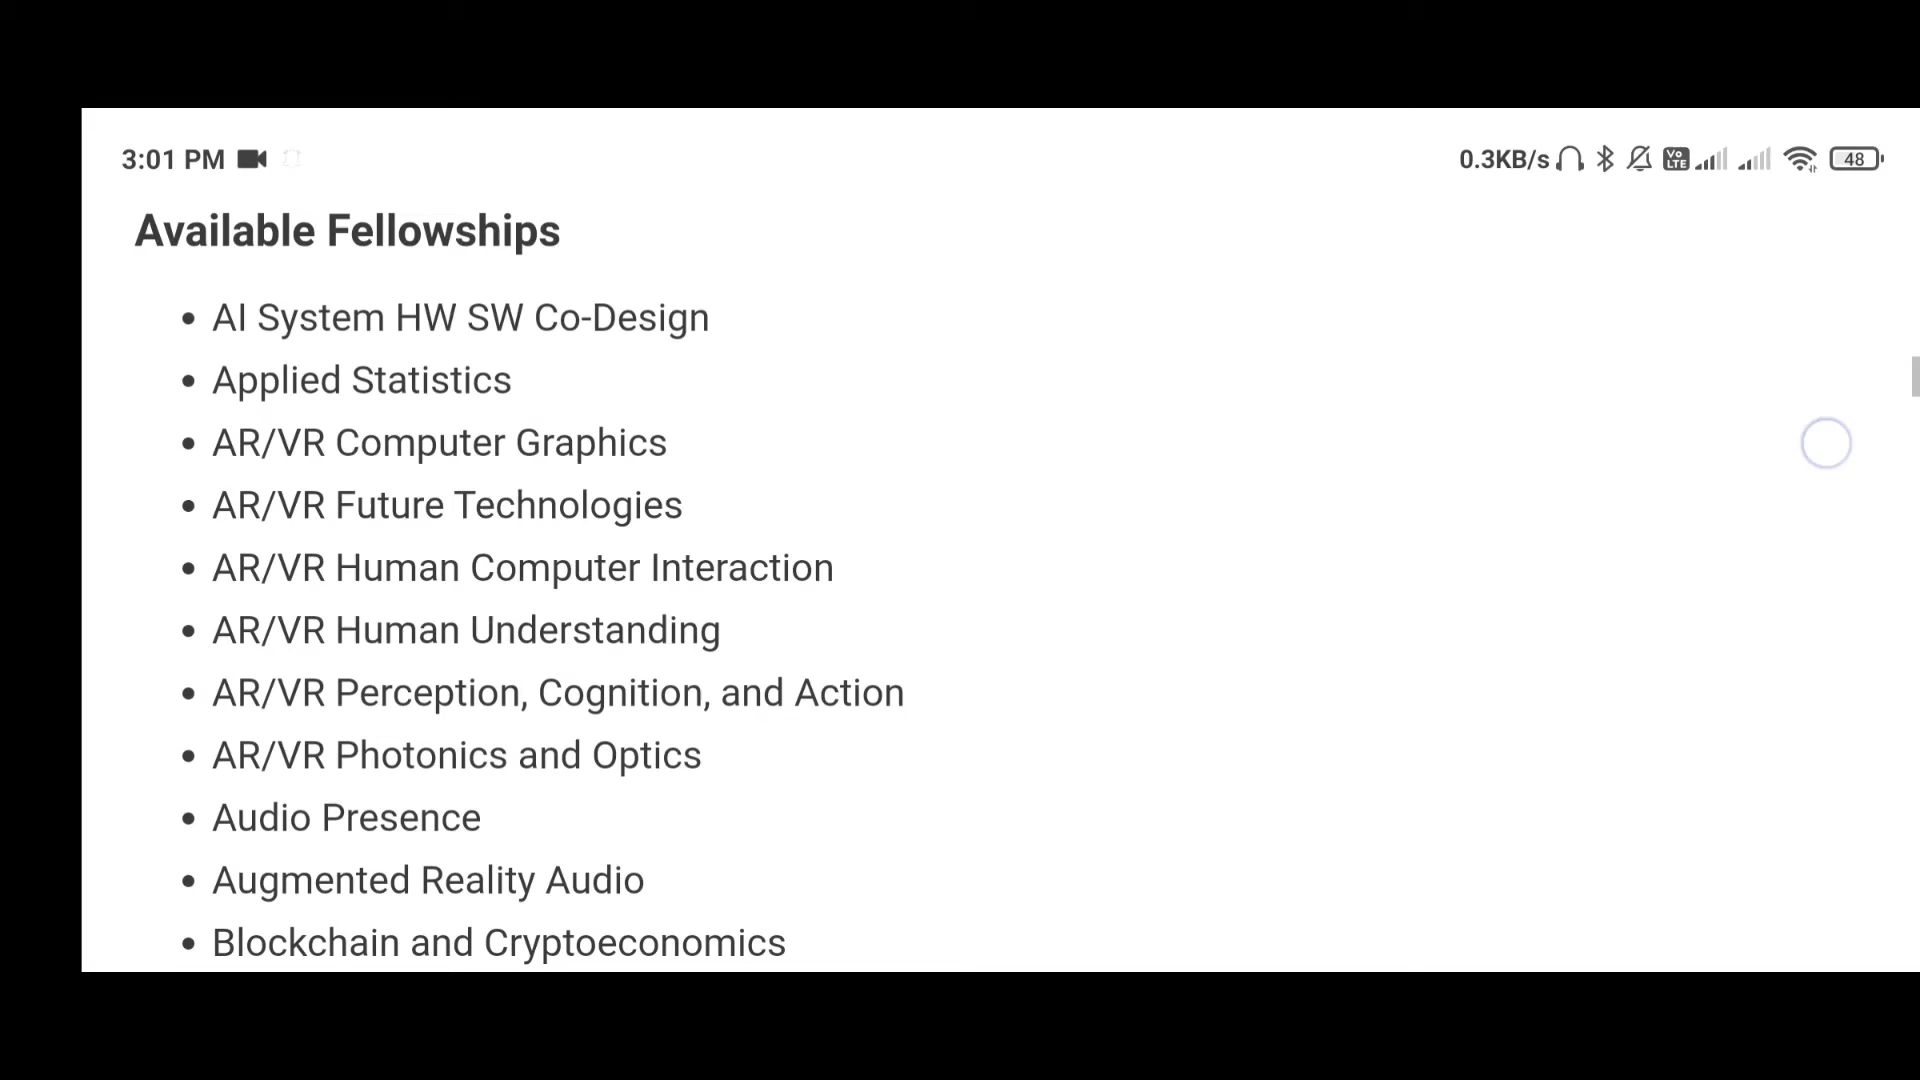 3:01 PM 0.3KB/s Vo LTE 48
Available Fellowships
• AI System HW SW Co-Design
• Applied Statistics
• AR/VR Computer Graphics
• AR/VR Future Technologies
• AR/VR Human Computer Interaction
• AR/VR Human Understanding
• AR/VR Perception, Cognition, and Action
• AR/VR Photonics and Optics
• Audio Presence
• Augmented Reality Audio
• Blockchain and Cryptoeconomics